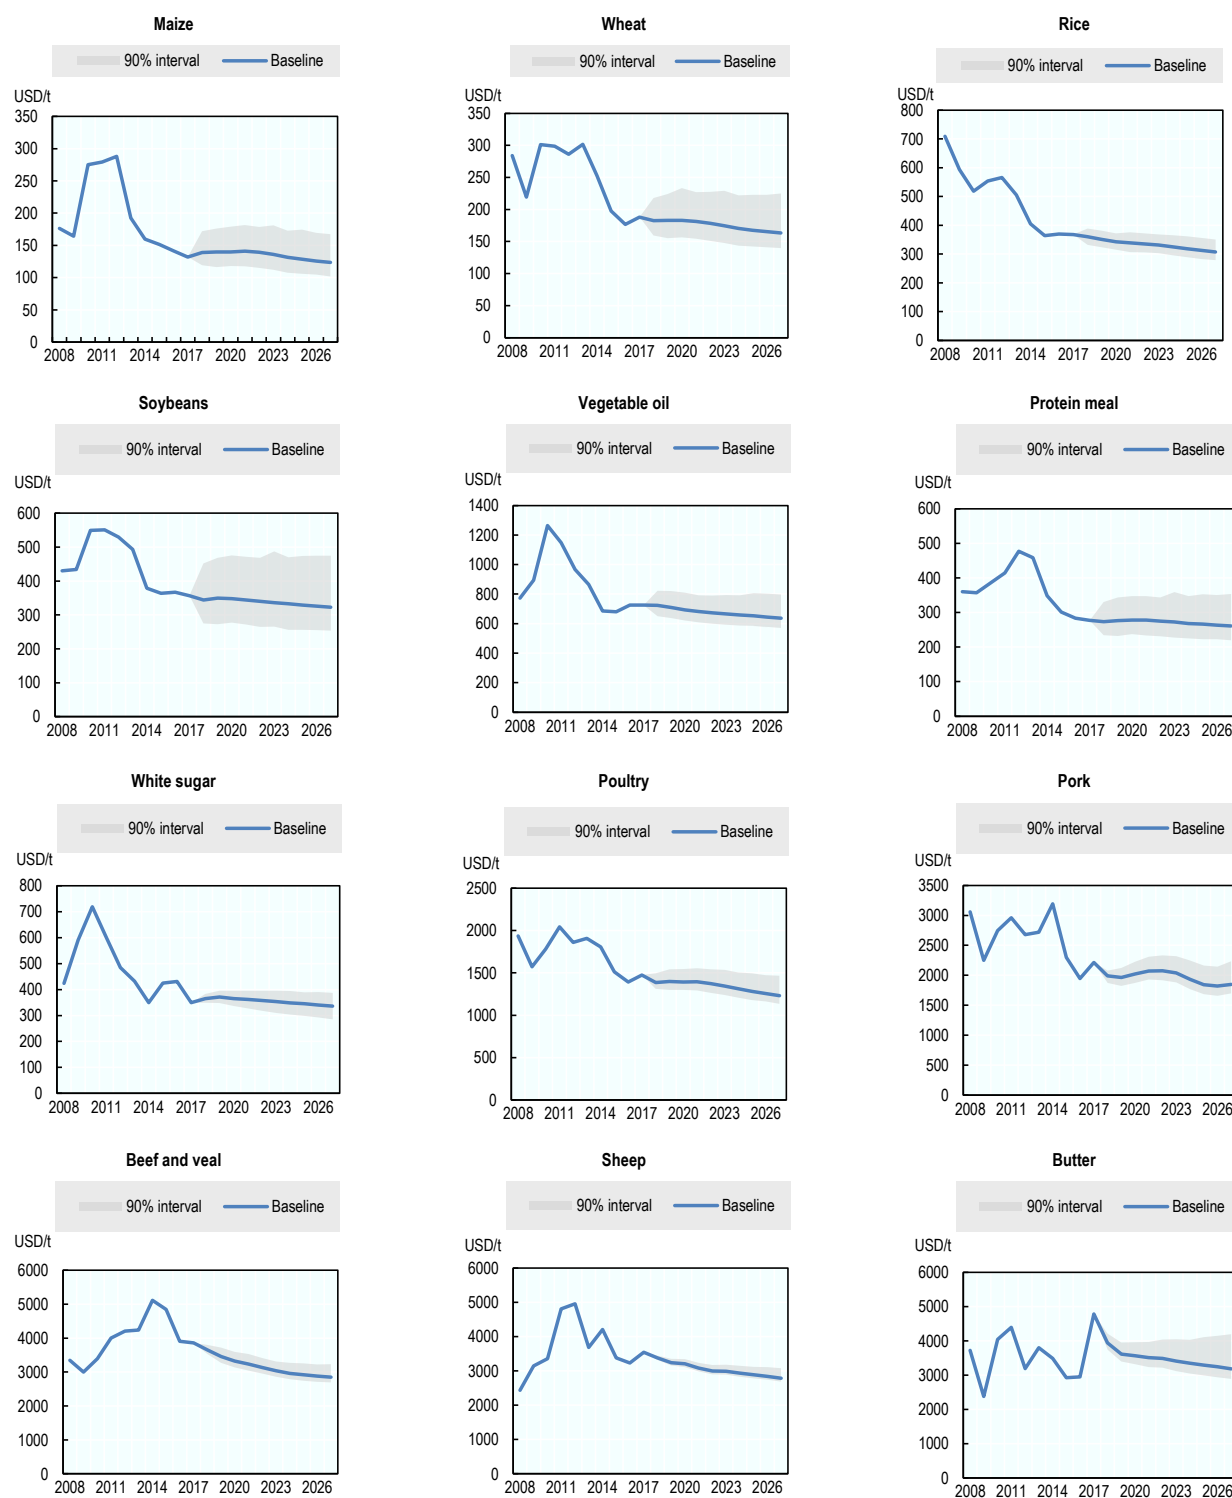 Maize
90% interval Baseline
USD/t
350
300
250
200
150
100
50
0
2008 2011 2014 2017 2020 2023 2026
Wheat
90% interval Baseline
USD/t
350
300
250
200
150
100
50
0
2008 2011 2014 2017 2020 2023 2026
Rice
90% interval Baseline
USD/t
800
700
600
500
400
300
200
100
0
2008 2011 2014 2017 2020 2023 2026
Soybeans
90% interval Baseline
USD/t
600
500
400
300
200
100
0
2008 2011 2014 2017 2020 2023 2026
Vegetable oil
90% interval Baseline
USD/t
1400
1200
1000
800
600
400
200
0
2008 2011 2014 2017 2020 2023 2026
Protein meal
90% interval Baseline
USD/t
600
500
400
300
200
100
0
2008 2011 2014 2017 2020 2023 2026
White sugar
90% interval Baseline
USD/t
800
700
600
500
400
300
200
100
0
2008 2011 2014 2017 2020 2023 2026
Poultry
90% interval Baseline
USD/t
2500
2000
1500
1000
500
0
2008 2011 2014 2017 2020 2023 2026
Pork
90% interval Baseline
USD/t
3500
3000
2500
2000
1500
1000
500
0
2008 2011 2014 2017 2020 2023 2026
Beef and veal
90% interval Baseline
USD/t
6000
5000
4000
3000
2000
1000
0
2008 2011 2014 2017 2020 2023 2026
Sheep
90% interval Baseline
USD/t
6000
5000
4000
3000
2000
1000
0
2008 2011 2014 2017 2020 2023 2026
Butter
90% interval Baseline
USD/t
6000
5000
4000
3000
2000
1000
0
2008 2011 2014 2017 2020 2023 2026